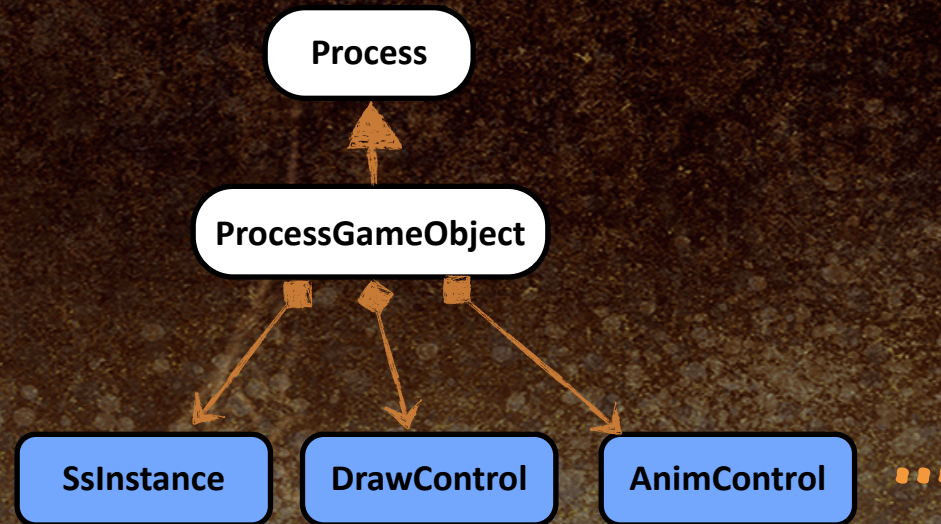 Process
ProcessGameObject
SsInstance
DrawControl
AnimControl
...